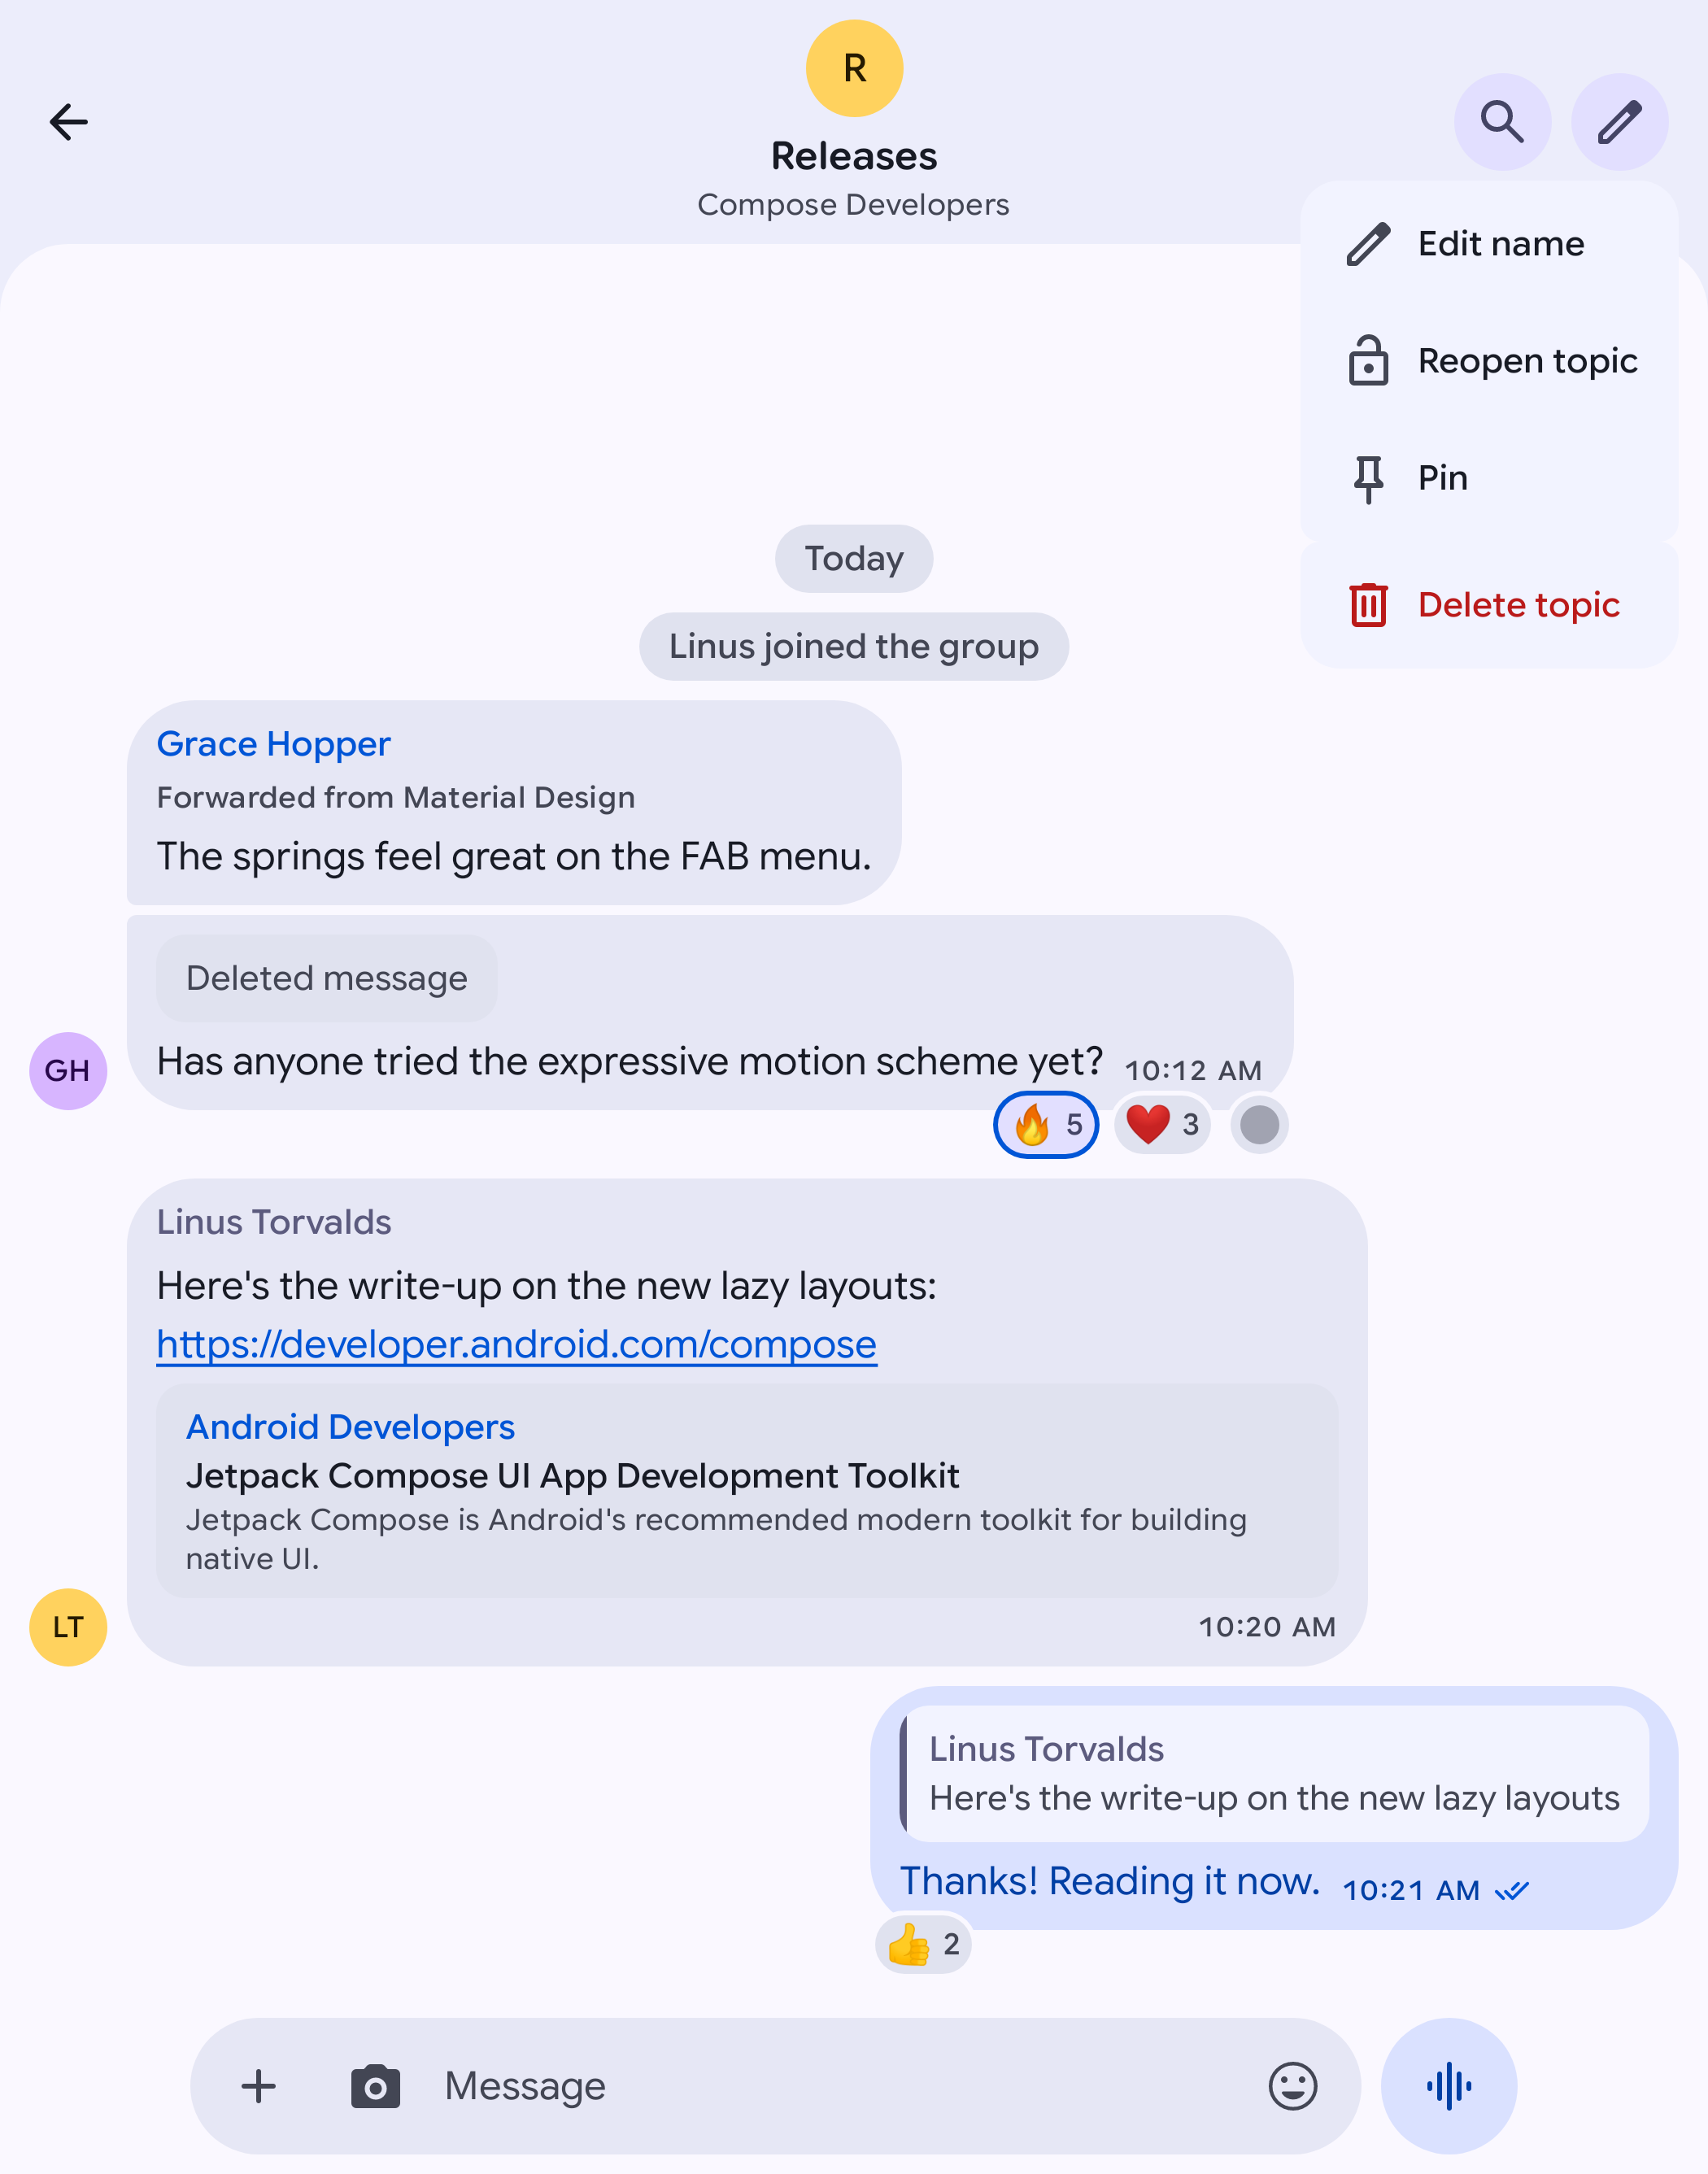 R
Releases
Compose Developers
Edit name
Reopen topic
Pin
Delete topic
Today
Linus joined the group
Grace Hopper
Forwarded from Material Design
The springs feel great on the FAB menu.
Deleted message
GH
Has anyone tried the expressive motion scheme yet? 10:12 AM
🔥 5 ❤️ 3
Linus Torvalds
Here's the write-up on the new lazy layouts:
https://developer.android.com/compose
Android Developers
Jetpack Compose UI App Development Toolkit
Jetpack Compose is Android's recommended modern toolkit for building
native UI.
LT
10:20 AM
Linus Torvalds
Here's the write-up on the new lazy layouts
Thanks! Reading it now. 10:21 AM
👍 2
Message